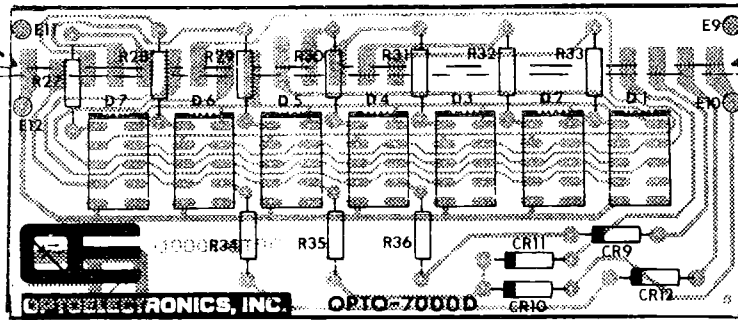 E11 E9
R27 R28 R29 R30 R31 R32 R33
E12 E10
D7 D6 D5 D4 D3 D2 D1
R34 R35 R36
CR11 CR9
CR10 CR12
OPTOELECTRONICS, INC. OPTO-7000D